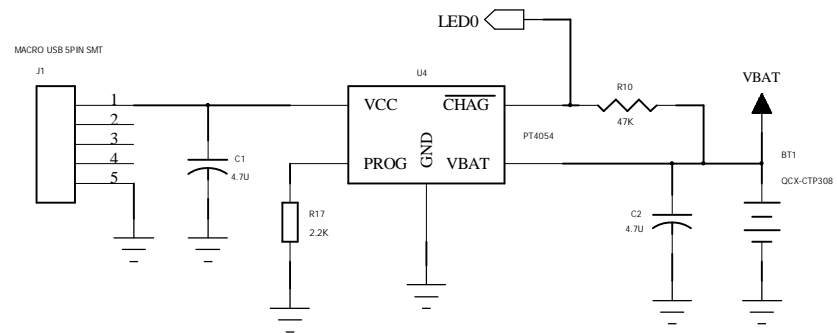 LED0
MACRO USB 5PIN SMT
J1
U4
R10
VBAT
1
VCC
CHAG
47K
2
PT4054
3
C1
GND
BT1
4
PROG
VBAT
4.7U
5
QCX-CTP308
R17
C2
2.2K
4.7U